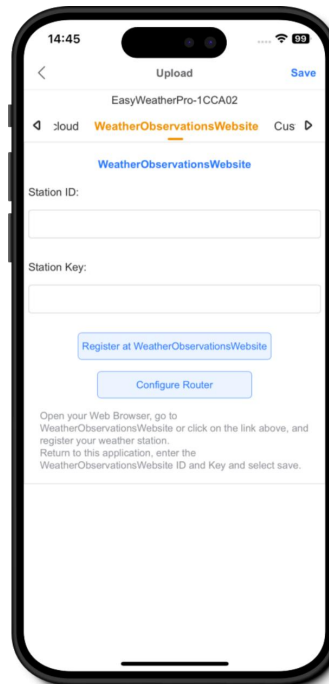 14:45
99
Upload
Save
EasyWeatherPro-1CCA02
cloud
WeatherObservationsWebsite
Cus
WeatherObservationsWebsite
Station ID:
Station Key:
Register at WeatherObservationsWebsite
Configure Router
Open your Web Browser, go to
WeatherObservationsWebsite or click on the link above, and
register your weather station.
Return to this application, enter the
WeatherObservationsWebsite ID and Key and select save.